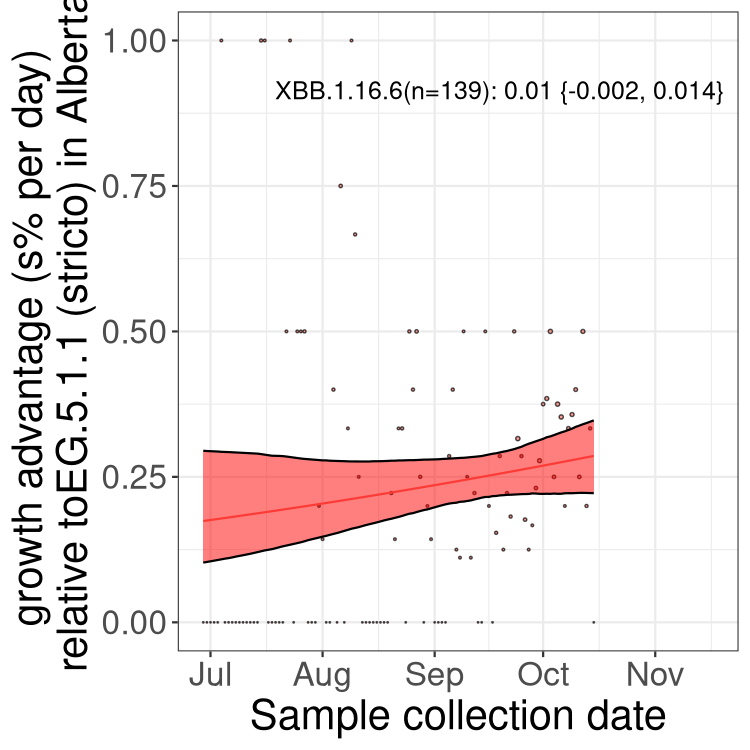 growth advantage (s% per day)
relative toEG.5.1.1 (stricto) in Alberta
1.00
0.75
0.50
0.25
0.00
XBB.1.16.6(n=139): 0.01 {-0.002, 0.014}
Jul Aug Sep Oct Nov
Sample collection date